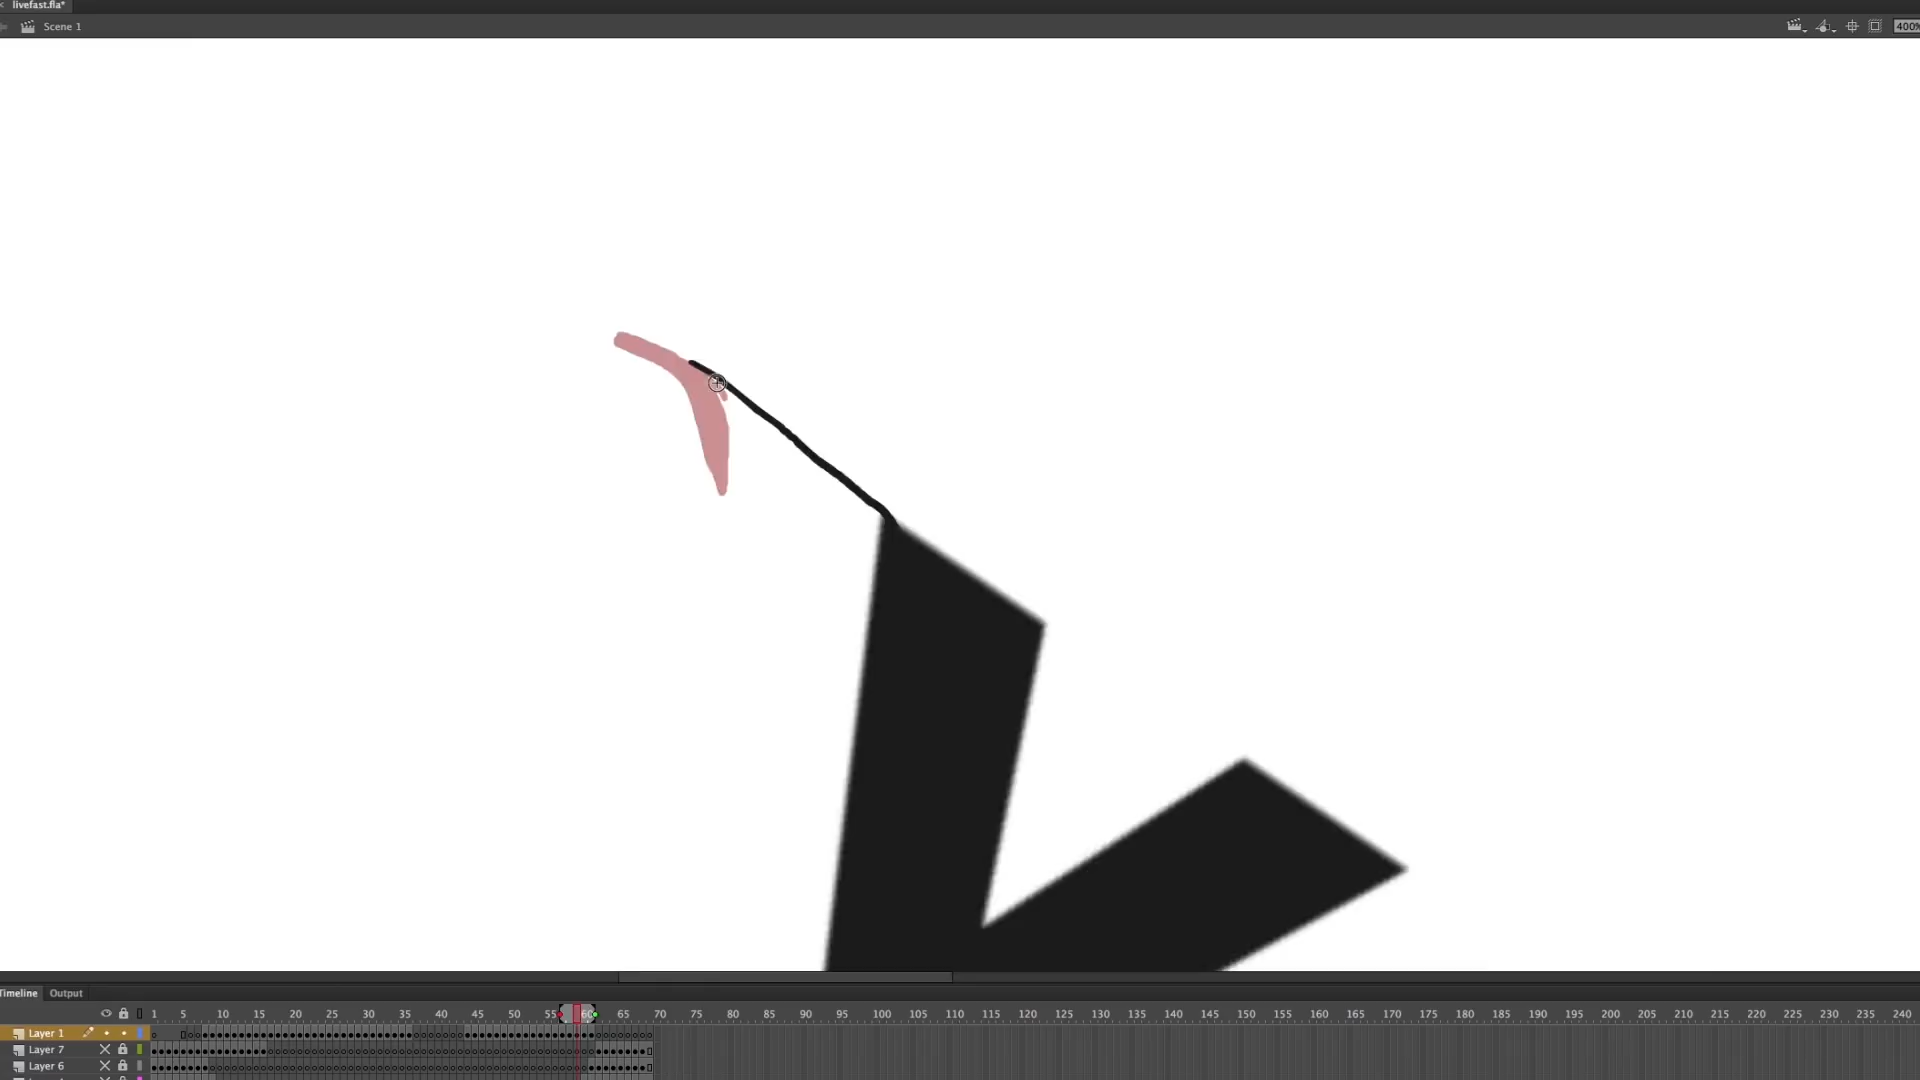 livefast.fla*
Scene 1
400%
Timeline Output
1 5 10 15 20 25 30 35 40 45 50 55 60 65 70 75 80 85 90 95 100 105 110 115 120 125 130 135 140 145 150 155 160 165 170 175 180 185 190 195 200 205 210 215 220 225 230 235 240
Layer 1
Layer 7
Layer 6